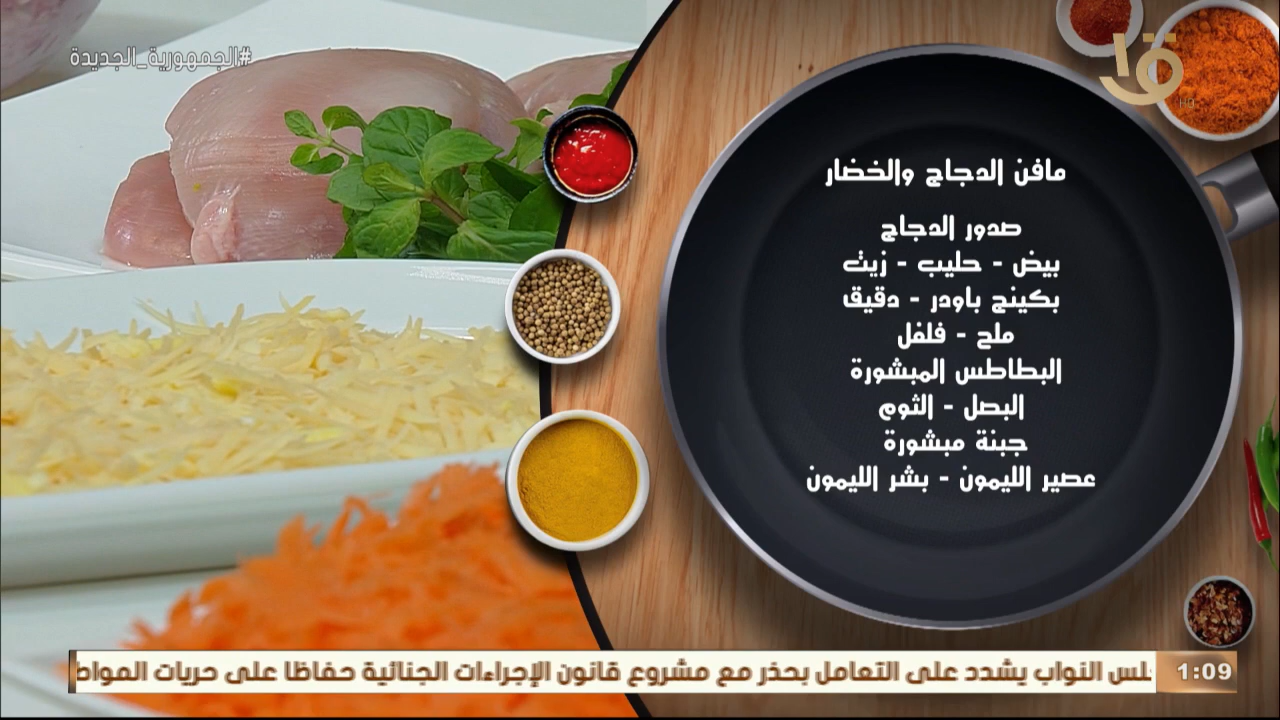 #الجمهورية_الجديدة
مافن الدجاج والخضار
صدور الدجاج
بيض - حليب - زيت
بكينج باودر - دقيق
ملح - فلفل
البطاطس المبشورة
البصل - الثوم
جبنة مبشورة
عصير الليمون - بشر الليمون
النواب يشدد على التعامل بحذر مع مشروع قانون الإجراءات الجنائية حفاظا على حريات
1:09
HD